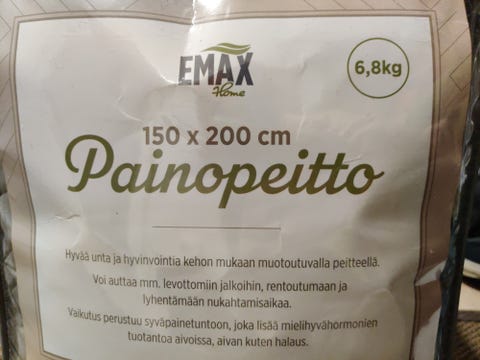 EMAX
Home
6,8kg
150 x 200 cm
Painopeitto
Hyvää unta ja hyvinvointia kehon mukaan muotoutuvalla peitteellä.
Voi auttaa mm. levottomiin jalkoihin, rentoutumaan ja
lyhentämään nukahtamisaikaa.
Vaikutus perustuu syväpainetuntoon, joka lisää mielihyvähormonien
tuotantoa aivoissa, aivan kuten halaus.